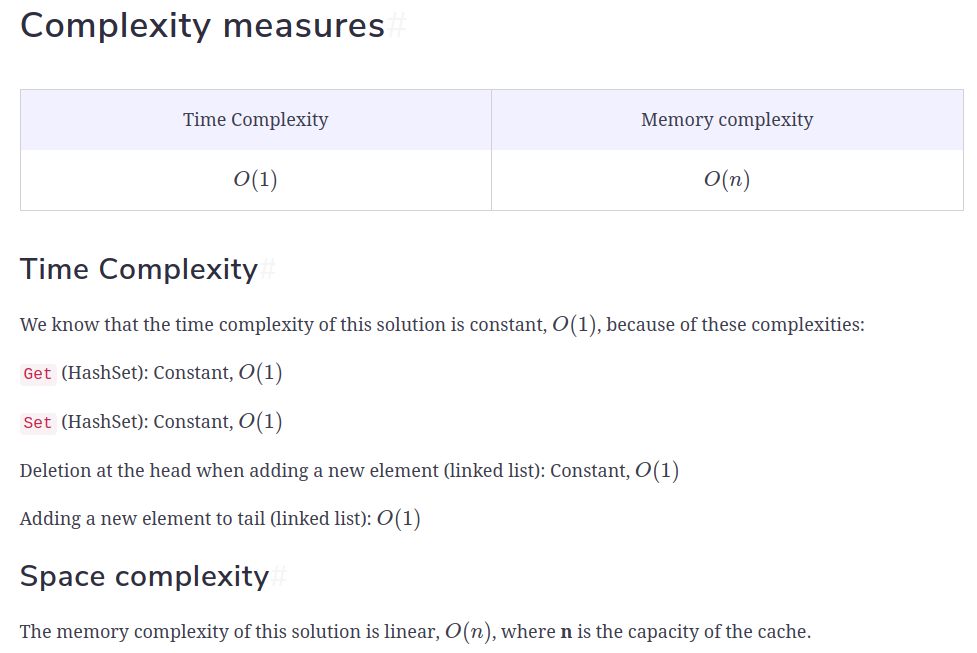 Complexity measures#
Time Complexity Memory complexity
O(1) O(n)
Time Complexity#
We know that the time complexity of this solution is constant, O(1), because of these complexities:
Get (HashSet): Constant, O(1)
Set (HashSet): Constant, O(1)
Deletion at the head when adding a new element (linked list): Constant, O(1)
Adding a new element to tail (linked list): O(1)
Space complexity#
The memory complexity of this solution is linear, O(n), where n is the capacity of the cache.